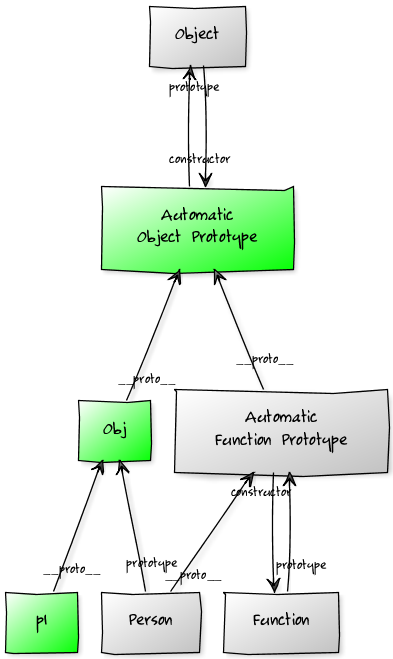 Object
prototype
constructor
Automatic
Object Prototype
__proto__
__proto__
Obj
Automatic
Function Prototype
constructor
__proto__
prototype
__proto__
prototype
p1
Person
Function